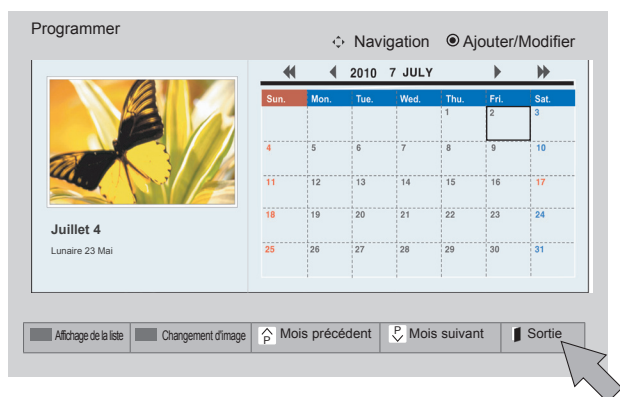 Programmer
Navigation Ajouter/Modifier
2010 7 JULY
Sun. Mon. Tue. Wed. Thu. Fri. Sat.
1 2 3
4 5 6 7 8 9 10
11 12 13 14 15 16 17
18 19 20 21 22 23 24
25 26 27 28 29 30 31
Juillet 4
Lunaire 23 Mai
Affichage de la liste Changement d'image P Mois précédent P Mois suivant Sortie